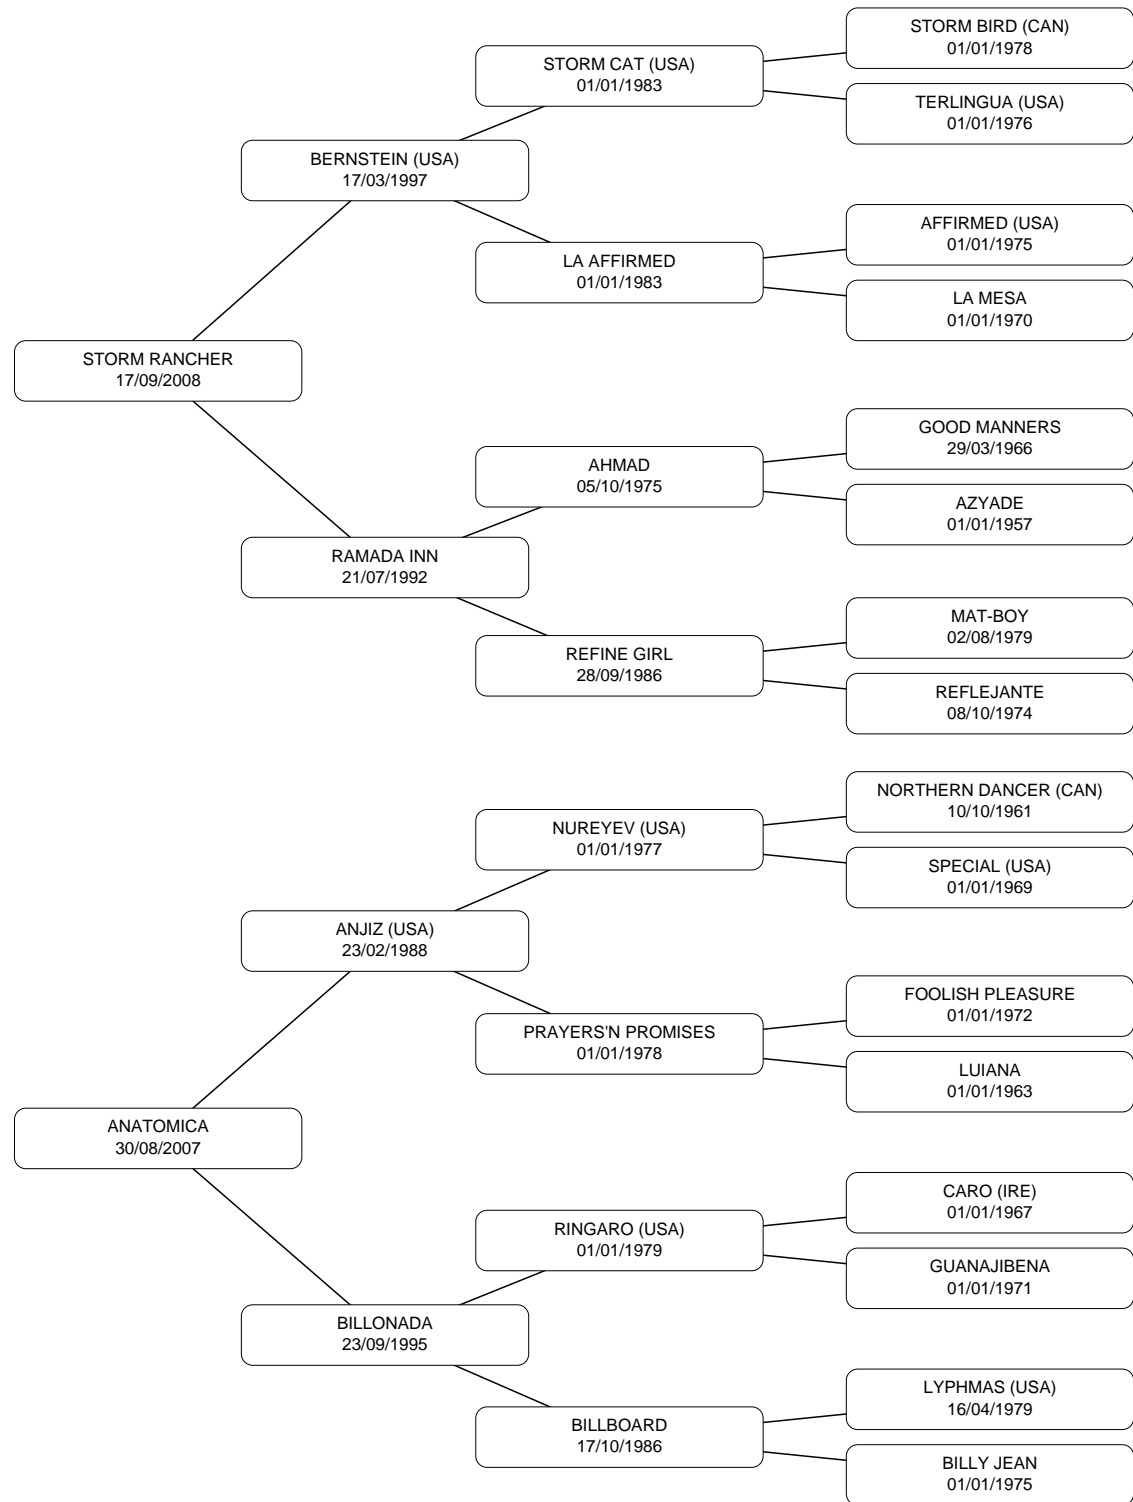 STORM BIRD (CAN)
01/01/1978
STORM CAT (USA)
01/01/1983
TERLINGUA (USA)
01/01/1976
BERNSTEIN (USA)
17/03/1997
AFFIRMED (USA)
01/01/1975
LA AFFIRMED
01/01/1983
LA MESA
01/01/1970
STORM RANCHER
17/09/2008
GOOD MANNERS
29/03/1966
AHMAD
05/10/1975
AZYADE
01/01/1957
RAMADA INN
21/07/1992
MAT-BOY
02/08/1979
REFINE GIRL
28/09/1986
REFLEJANTE
08/10/1974
NORTHERN DANCER (CAN)
10/10/1961
NUREYEV (USA)
01/01/1977
SPECIAL (USA)
01/01/1969
ANJIZ (USA)
23/02/1988
FOOLISH PLEASURE
01/01/1972
PRAYERS'N PROMISES
01/01/1978
LUIANA
01/01/1963
ANATOMICA
30/08/2007
CARO (IRE)
01/01/1967
RINGARO (USA)
01/01/1979
GUANAJIBENA
01/01/1971
BILLONADA
23/09/1995
LYPHMAS (USA)
16/04/1979
BILLBOARD
17/10/1986
BILLY JEAN
01/01/1975